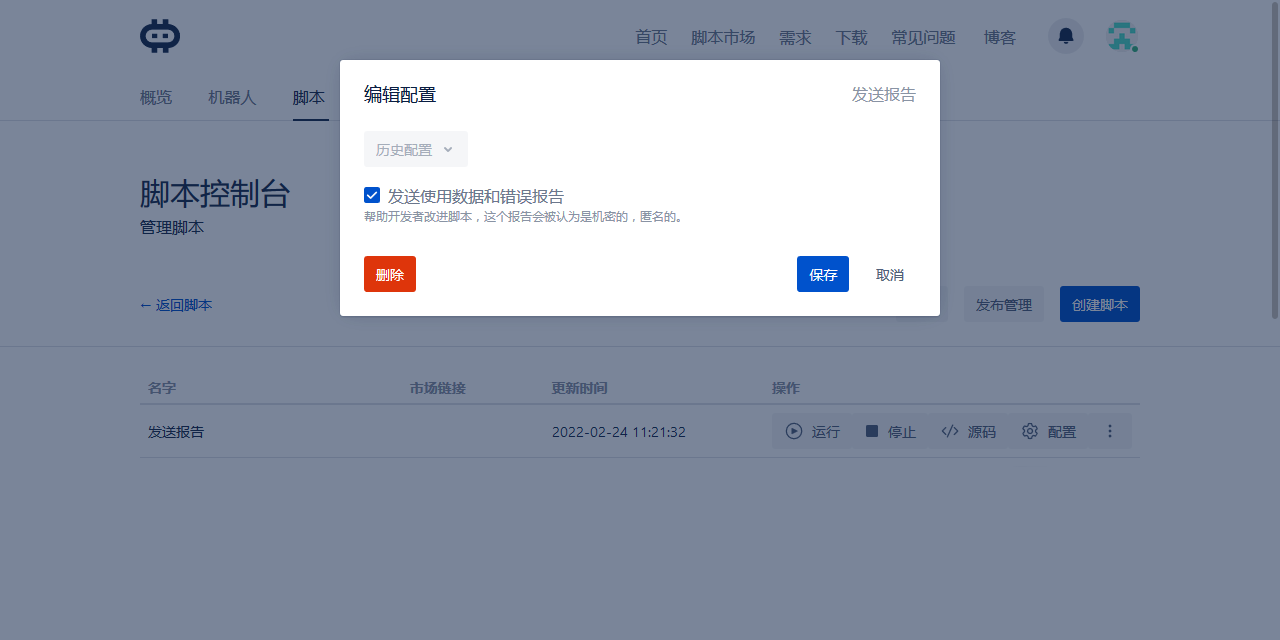 首页 脚本市场 需求 下载 常见问题 博客
概览 机器人 脚本
编辑配置 发送报告
历史配置
发送使用数据和错误报告
帮助开发者改进脚本，这个报告会被认为是机密的，匿名的。
删除 保存 取消
脚本控制台
管理脚本
← 返回脚本 发布管理 创建脚本
名字 市场链接 更新时间 操作
发送报告 2022-02-24 11:21:32 运行 停止 源码 配置